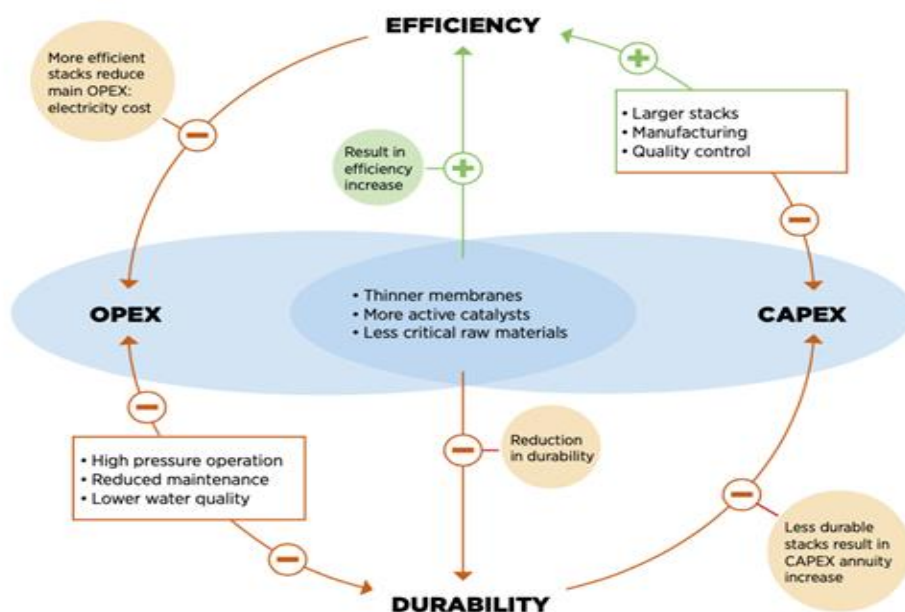 EFFICIENCY
More efficient
stacks reduce
main OPEX:
electricity cost
• Larger stacks
• Manufacturing
• Quality control
Result in
efficiency
increase
OPEX
• Thinner membranes
• More active catalysts
• Less critical raw materials
CAPEX
• High pressure operation
• Reduced maintenance
• Lower water quality
Reduction
in durability
Less durable
stacks result in
CAPEX annuity
increase
DURABILITY